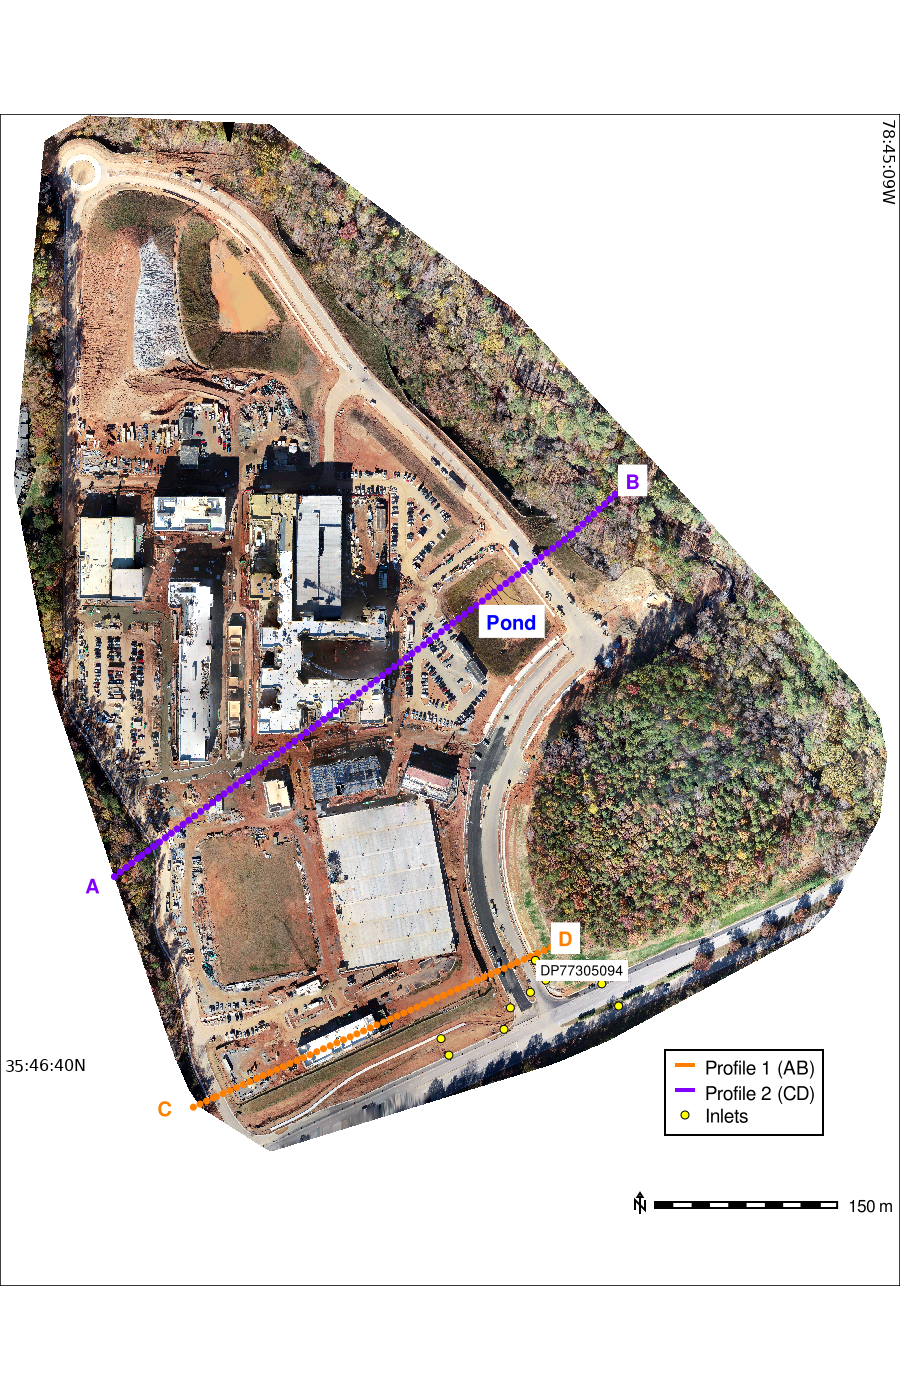 78:45:09W
B
Pond
A
D
DP77305094
35:46:40N
C
Profile 1 (AB)
Profile 2 (CD)
Inlets
N
150 m